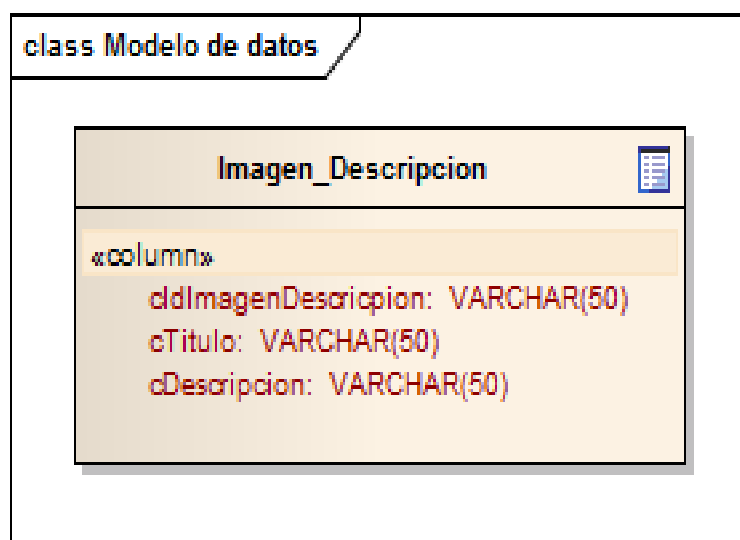 class Modelo de datos
Imagen_Descripcion
«column»
cIdImagenDescricpion: VARCHAR(50)
cTitulo: VARCHAR(50)
cDescripcion: VARCHAR(50)